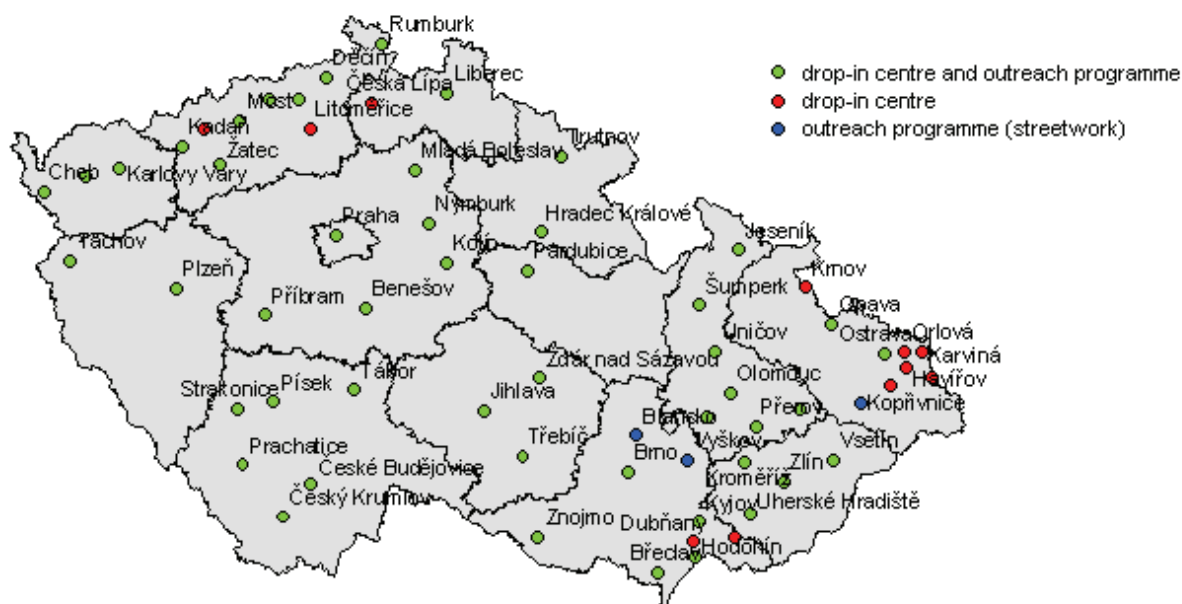 Rumburk
Děčín
Česká Lípa
Liberec
Most
Litoměřice
Kadaň
Žatec
Trutnov
Mladá Boleslav
Cheb
Karlovy Vary
Praha
Nymburk
Hradec Králové
Tachov
Kolín
Pardubice
Jeseník
Plzeň
Krnov
Příbram
Benešov
Šumperk
Opava
Uničov
Ostrava
Orlová
Karviná
Žďár nad Sázavou
Havířov
Strakonice
Písek
Tábor
Jihlava
Olomouc
Kopřivnice
Blansko
Přerov
Prachatice
Třebíč
Brno
Vyškov
Vsetín
České Budějovice
Zlín
Český Krumlov
Kroměříž
Kyjov
Uherské Hradiště
Znojmo
Dubňany
Břeclav
Hodonín
drop-in centre and outreach programme
drop-in centre
outreach programme (streetwork)